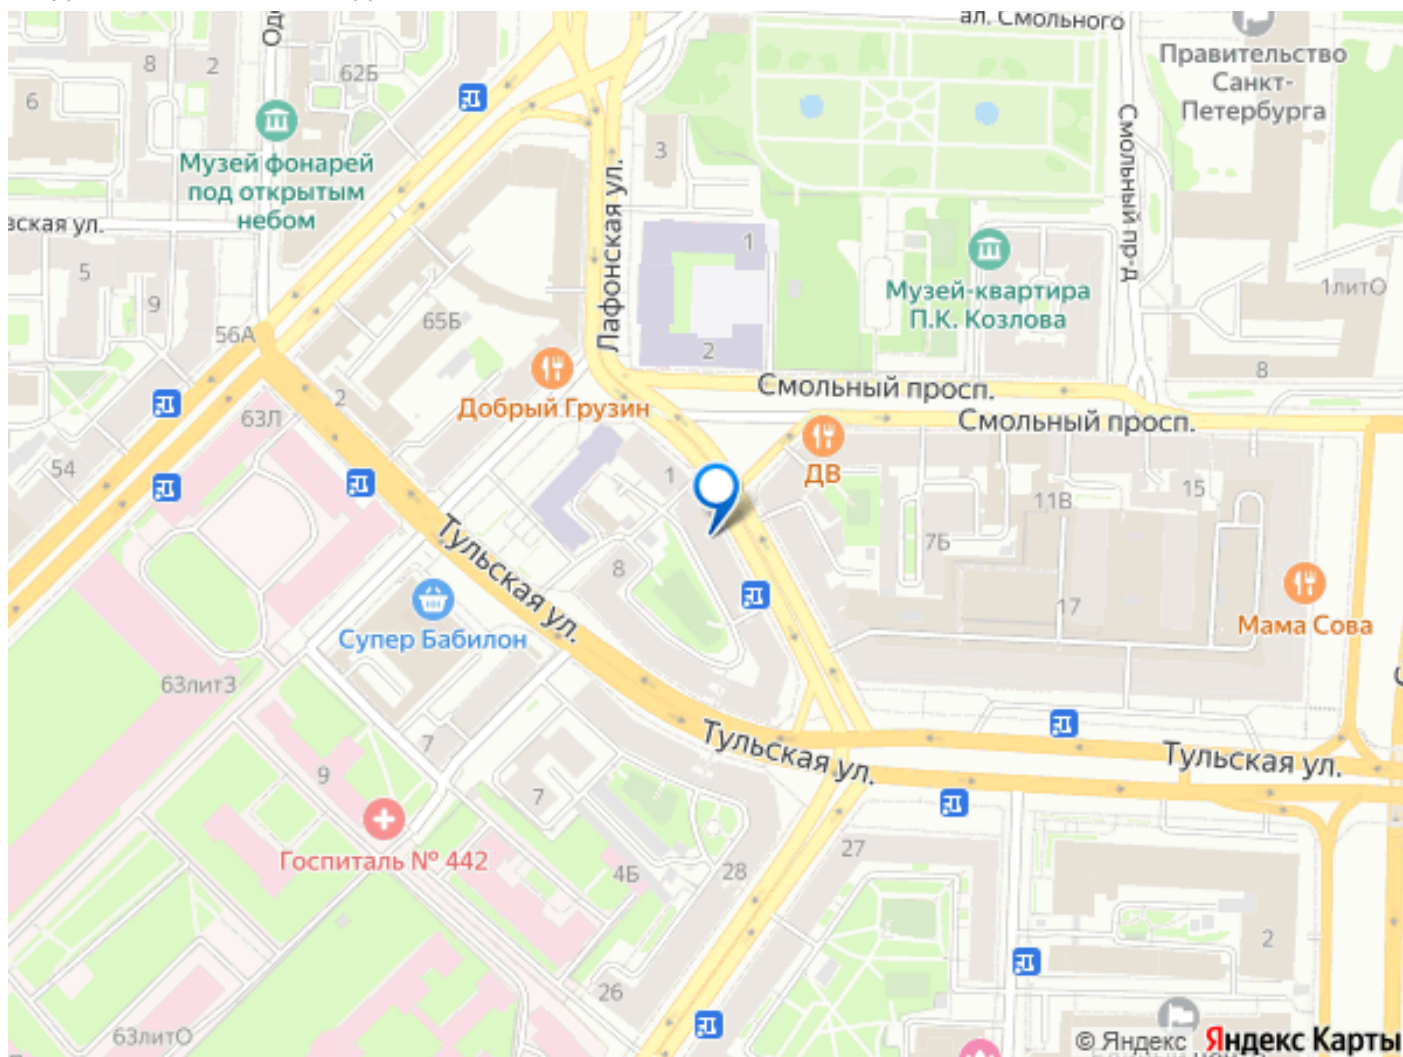 ал. Смольного
Правительство
Санкт-
Петербурга
8
2
62Б
6
Музей фонарей
под открытым
небом
3
Лафонская ул.
Смольный пр-д
вская ул.
1
5
9
Музей-квартира
П.К. Козлова
1литО
56А
65Б
2
8
Добрый Грузин
Смольный просп.
Смольный просп.
2
63Л
ДВ
54
1
11В
15
7Б
Тульская ул.
8
17
Супер Бабилон
Мама Сова
63литЗ
7
Тульская ул.
Тульская ул.
9
7
Госпиталь № 442
4Б
28
27
2
26
63литО
© Яндекс Яндекс Карты